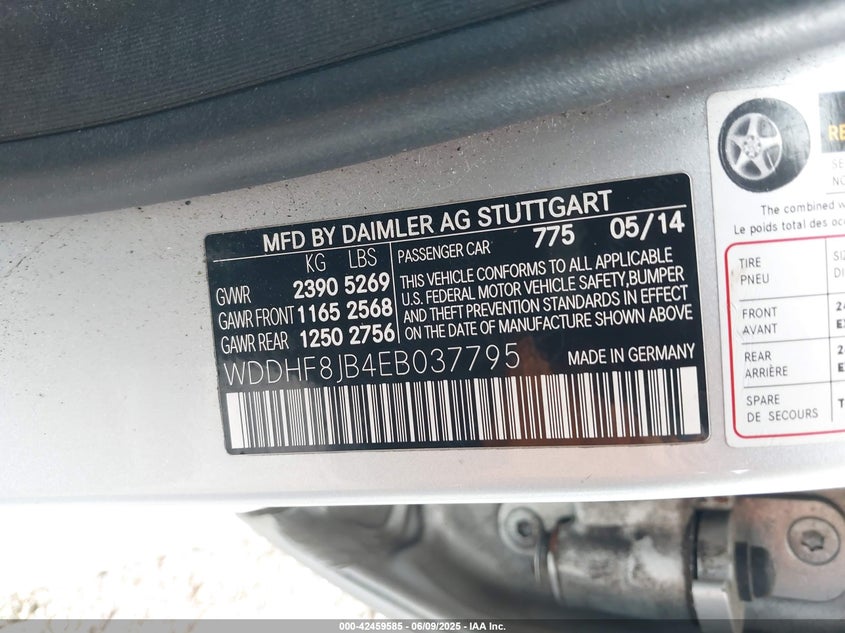 MFD BY DAIMLER AG STUTTGART
KG LBS
GVWR 2390 5269
GAWR FRONT 1165 2568
GAWR REAR 1250 2756
PASSENGER CAR 775 05/14
THIS VEHICLE CONFORMS TO ALL APPLICABLE
U.S. FEDERAL MOTOR VEHICLE SAFETY, BUMPER
AND THEFT PREVENTION STANDARDS IN EFFECT
ON THE DATE OF MANUFACTURE SHOWN ABOVE
WDDHF8JB4EB037795 MADE IN GERMANY
The combined
Le poids total des
TIRE
PNEU
FRONT
AVANT
REAR
ARRIÈRE
SPARE
DE SECOURS
000-42459585 - 06/09/2025 - IAA Inc.